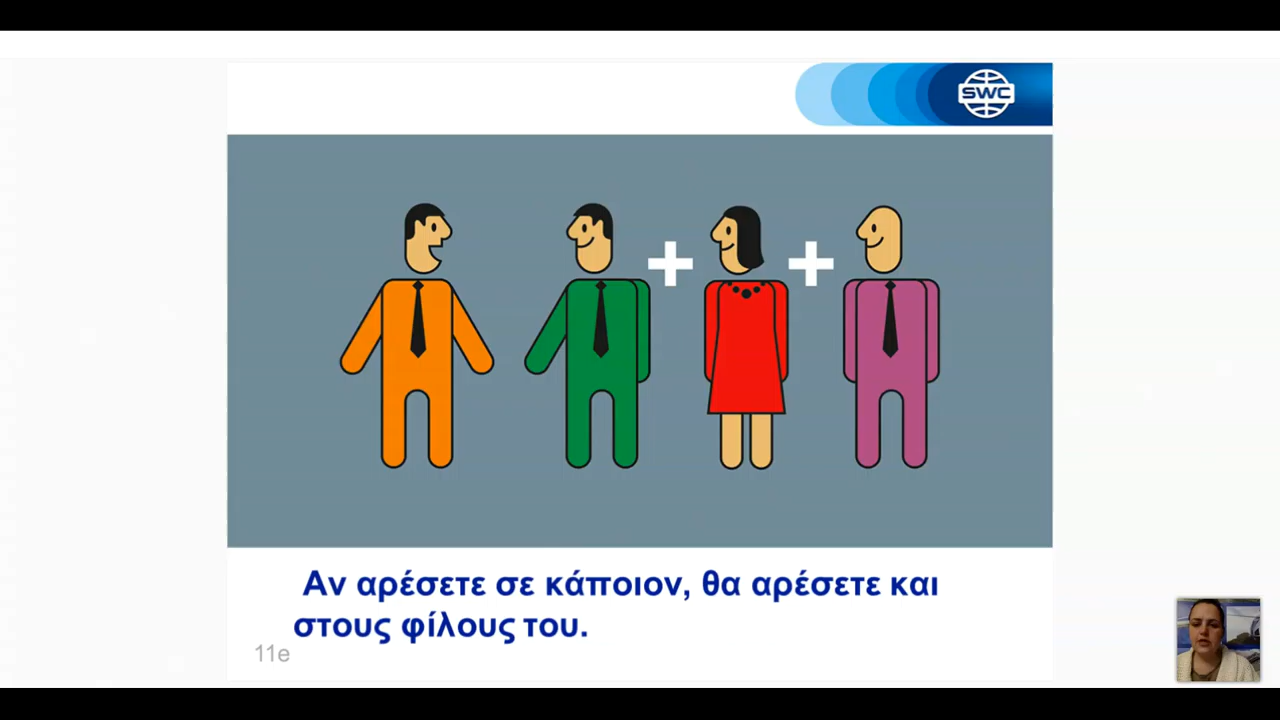 SWC
Αν αρέσετε σε κάποιον, θα αρέσετε και
στους φίλους του.
11e